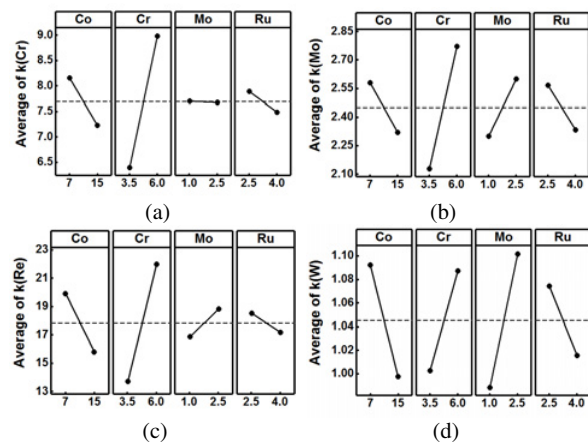 Co Cr Mo Ru
Average of k(Cr)
9.0
8.5
8.0
7.5
7.0
6.5
7 15 3.5 6.0 1.0 2.5 2.5 4.0
(a)
Co Cr Mo Ru
Average of k(Mo)
2.85
2.70
2.55
2.40
2.25
2.10
7 15 3.5 6.0 1.0 2.5 2.5 4.0
(b)
Co Cr Mo Ru
Average of k(Re)
23
21
19
17
15
13
7 15 3.5 6.0 1.0 2.5 2.5 4.0
(c)
Co Cr Mo Ru
Average of k(W)
1.10
1.08
1.06
1.04
1.02
1.00
7 15 3.5 6.0 1.0 2.5 2.5 4.0
(d)